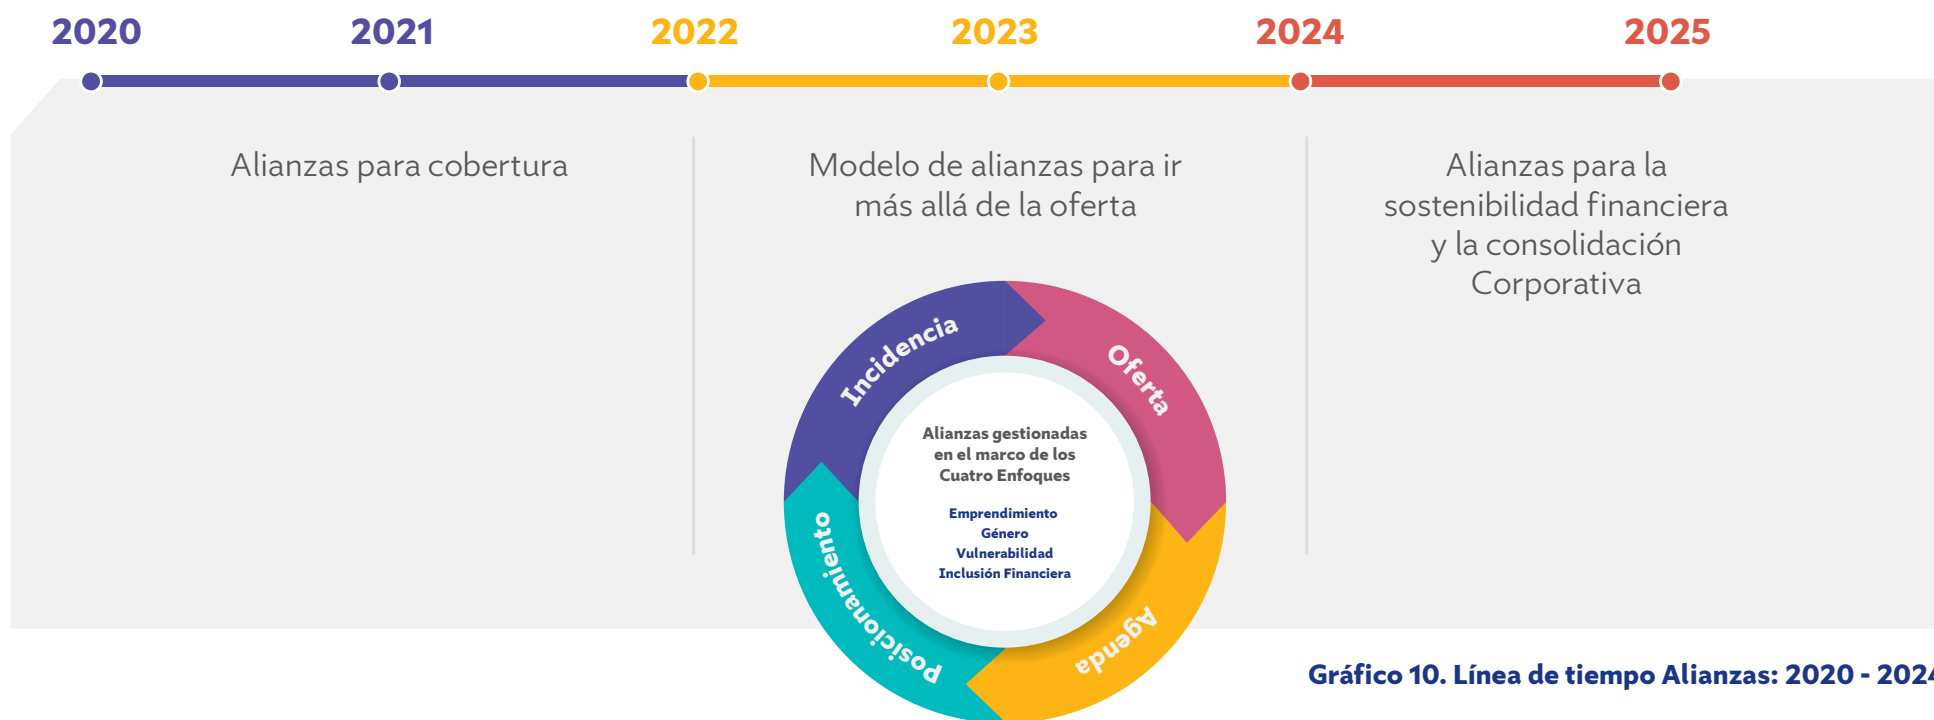 2020 2021 2022 2023 2024 2025
Alianzas para cobertura
Modelo de alianzas para ir
más allá de la oferta
Alianzas para la
sostenibilidad financiera
y la consolidación
Corporativa
Incidencia
Oferta
Agenda
Posicionamiento
Alianzas gestionadas
en el marco de los
Cuatro Enfoques
Emprendimiento
Género
Vulnerabilidad
Inclusión Financiera
Gráfico 10. Línea de tiempo Alianzas: 2020 - 2024